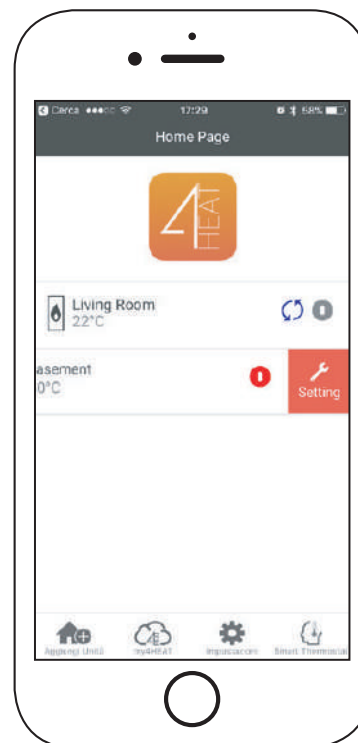 Cerca 17:29 58%
Home Page
4 HEAT
Living Room
22°C
asement
0°C
Setting
Aggiungi Unità my4HEAT Impostazioni Smart Thermostat